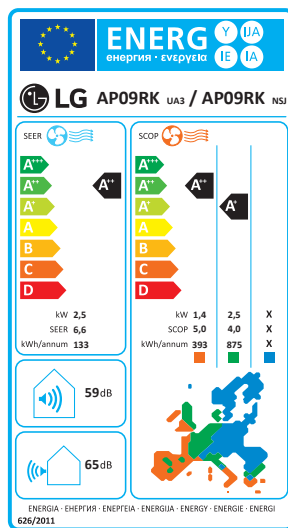 ENERG Y IJA
енергия · ενεργεια IE IA
LG AP09RK UA3 / AP09RK NSJ
SEER
SCOP
A+++ A+++
A++ A++ A++ A++
A+ A+ A+
A A
B B
C C
D D
kW 2,5 kW 1,4 2,5 X
SEER 6,6 SCOP 5,0 4,0 X
kWh/annum 133 kWh/annum 393 875 X
59dB
65dB
ENERGIA · ЕНЕРГИЯ · ΕΝΕΡΓΕΙΑ · ENERGIJA · ENERGY · ENERGIE · ENERGI
626/2011